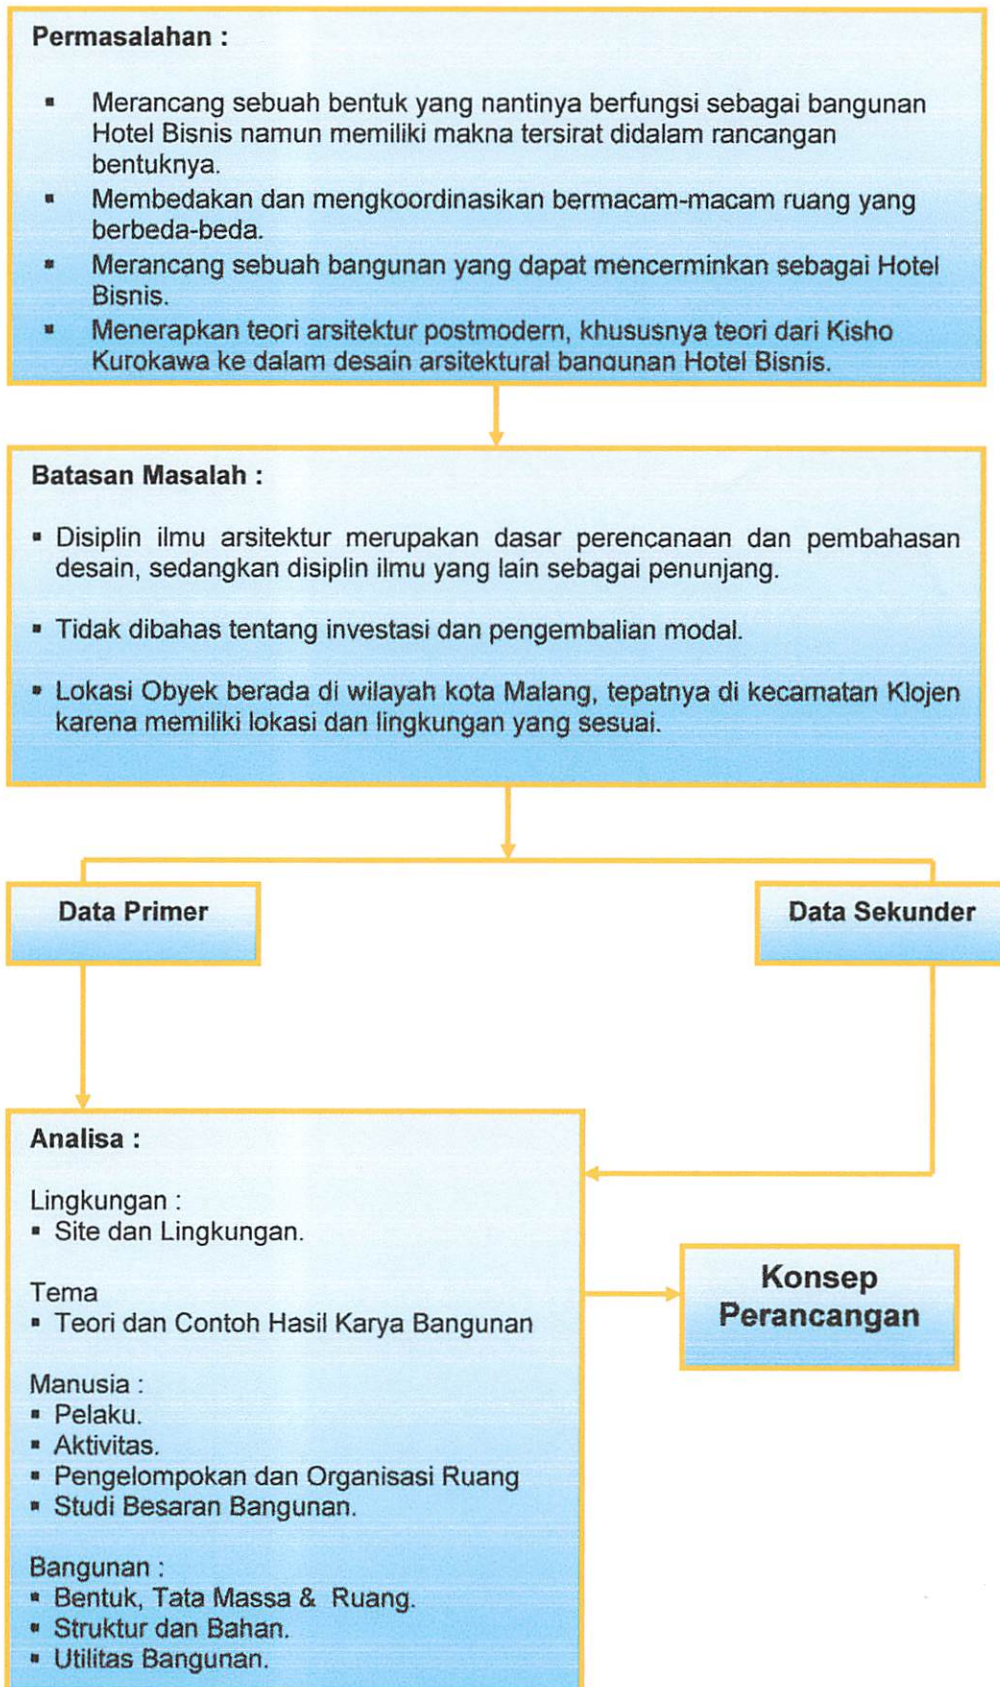 Permasalahan :
▪ Merancang sebuah bentuk yang nantinya berfungsi sebagai bangunan
Hotel Bisnis namun memiliki makna tersirat didalam rancangan
bentuknya.
▪ Membedakan dan mengkoordinasikan bermacam-macam ruang yang
berbeda-beda.
▪ Merancang sebuah bangunan yang dapat mencerminkan sebagai Hotel
Bisnis.
▪ Menerapkan teori arsitektur postmodern, khususnya teori dari Kisho
Kurokawa ke dalam desain arsitektural bangunan Hotel Bisnis.
Batasan Masalah :
▪ Disiplin ilmu arsitektur merupakan dasar perencanaan dan pembahasan
desain, sedangkan disiplin ilmu yang lain sebagai penunjang.
▪ Tidak dibahas tentang investasi dan pengembalian modal.
▪ Lokasi Obyek berada di wilayah kota Malang, tepatnya di kecamatan Klojen
karena memiliki lokasi dan lingkungan yang sesuai.
Data Primer
Data Sekunder
Analisa :
Lingkungan :
▪ Site dan Lingkungan.
Tema
▪ Teori dan Contoh Hasil Karya Bangunan
Manusia :
▪ Pelaku.
▪ Aktivitas.
▪ Pengelompokan dan Organisasi Ruang
▪ Studi Besaran Bangunan.
Bangunan :
▪ Bentuk, Tata Massa & Ruang.
▪ Struktur dan Bahan.
▪ Utilitas Bangunan.
Konsep
Perancangan